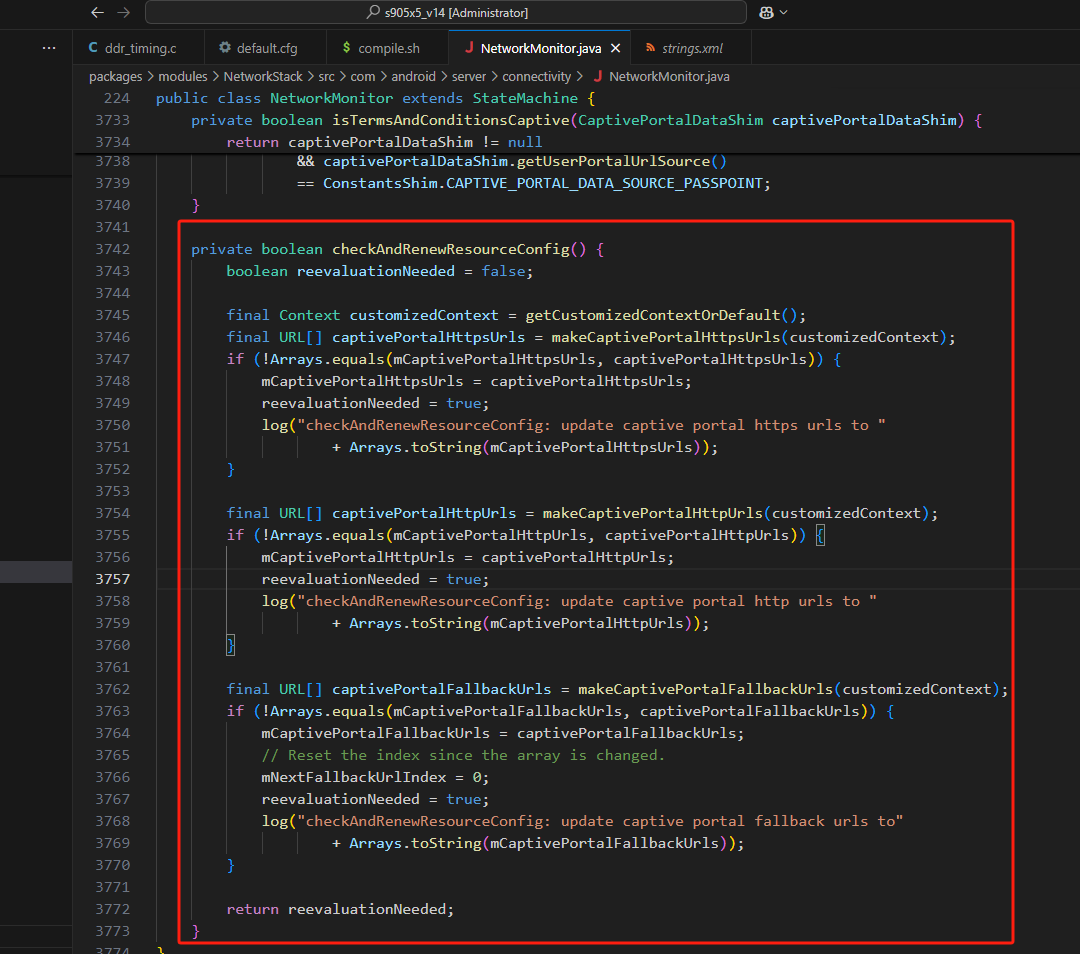 s905x5_v14 [Administrator]
··· C ddr_timing.c default.cfg $ compile.sh J NetworkMonitor.java × strings.xml
packages > modules > NetworkStack > src > com > android > server > connectivity > J NetworkMonitor.java
224 public class NetworkMonitor extends StateMachine {
3733 private boolean isTermsAndConditionsCaptive(CaptivePortalDataShim captivePortalDataShim) {
3734 return captivePortalDataShim != null
3738 && captivePortalDataShim.getUserPortalUrlSource()
3739 == ConstantsShim.CAPTIVE_PORTAL_DATA_SOURCE_PASSPOINT;
3740 }
3741
3742 private boolean checkAndRenewResourceConfig() {
3743 boolean reevaluationNeeded = false;
3744
3745 final Context customizedContext = getCustomizedContextOrDefault();
3746 final URL[] captivePortalHttpsUrls = makeCaptivePortalHttpsUrls(customizedContext);
3747 if (!Arrays.equals(mCaptivePortalHttpsUrls, captivePortalHttpsUrls)) {
3748 mCaptivePortalHttpsUrls = captivePortalHttpsUrls;
3749 reevaluationNeeded = true;
3750 log("checkAndRenewResourceConfig: update captive portal https urls to "
3751 + Arrays.toString(mCaptivePortalHttpsUrls));
3752 }
3753
3754 final URL[] captivePortalHttpUrls = makeCaptivePortalHttpUrls(customizedContext);
3755 if (!Arrays.equals(mCaptivePortalHttpUrls, captivePortalHttpUrls)) {
3756 mCaptivePortalHttpUrls = captivePortalHttpUrls;
3757 reevaluationNeeded = true;
3758 log("checkAndRenewResourceConfig: update captive portal http urls to "
3759 + Arrays.toString(mCaptivePortalHttpUrls));
3760 }
3761
3762 final URL[] captivePortalFallbackUrls = makeCaptivePortalFallbackUrls(customizedContext);
3763 if (!Arrays.equals(mCaptivePortalFallbackUrls, captivePortalFallbackUrls)) {
3764 mCaptivePortalFallbackUrls = captivePortalFallbackUrls;
3765 // Reset the index since the array is changed.
3766 mNextFallbackUrlIndex = 0;
3767 reevaluationNeeded = true;
3768 log("checkAndRenewResourceConfig: update captive portal fallback urls to"
3769 + Arrays.toString(mCaptivePortalFallbackUrls));
3770 }
3771
3772 return reevaluationNeeded;
3773 }
3774 }